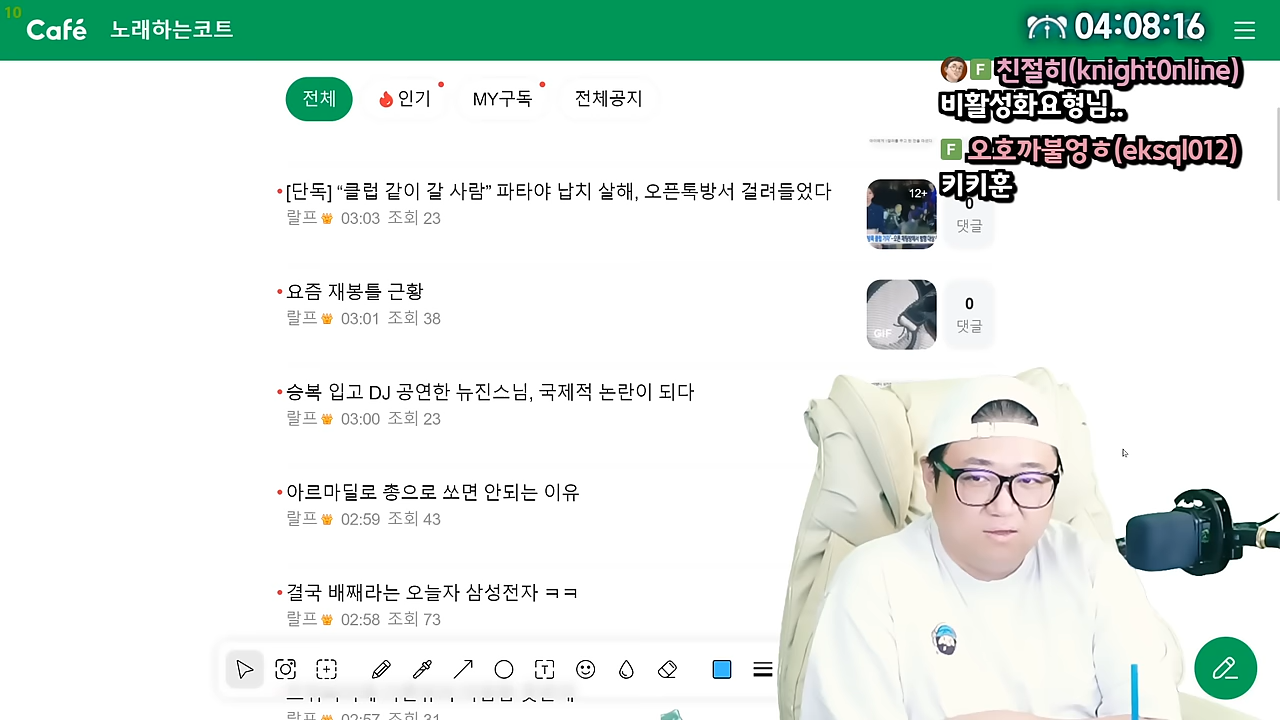 10
Café 노래하는코트
04:08:16
전체
인기
MY구독
전체공지
친절히(knight0nline)
비활성화요형님..
오호까불엉ㅎ(eksql012)
키키훈
[단독] “클럽 같이 갈 사람” 파타야 납치 살해, 오픈톡방서 걸려들었다
랄프 03:03 조회 23
12+
0
댓글
요즘 재봉틀 근황
랄프 03:01 조회 38
GIF
0
댓글
승복 입고 DJ 공연한 뉴진스님, 국제적 논란이 되다
랄프 03:00 조회 23
아르마딜로 총으로 쏘면 안되는 이유
랄프 02:59 조회 43
결국 배째라는 오늘자 삼성전자 ㅋㅋ
랄프 02:58 조회 73
랄프 02:57 조회 31